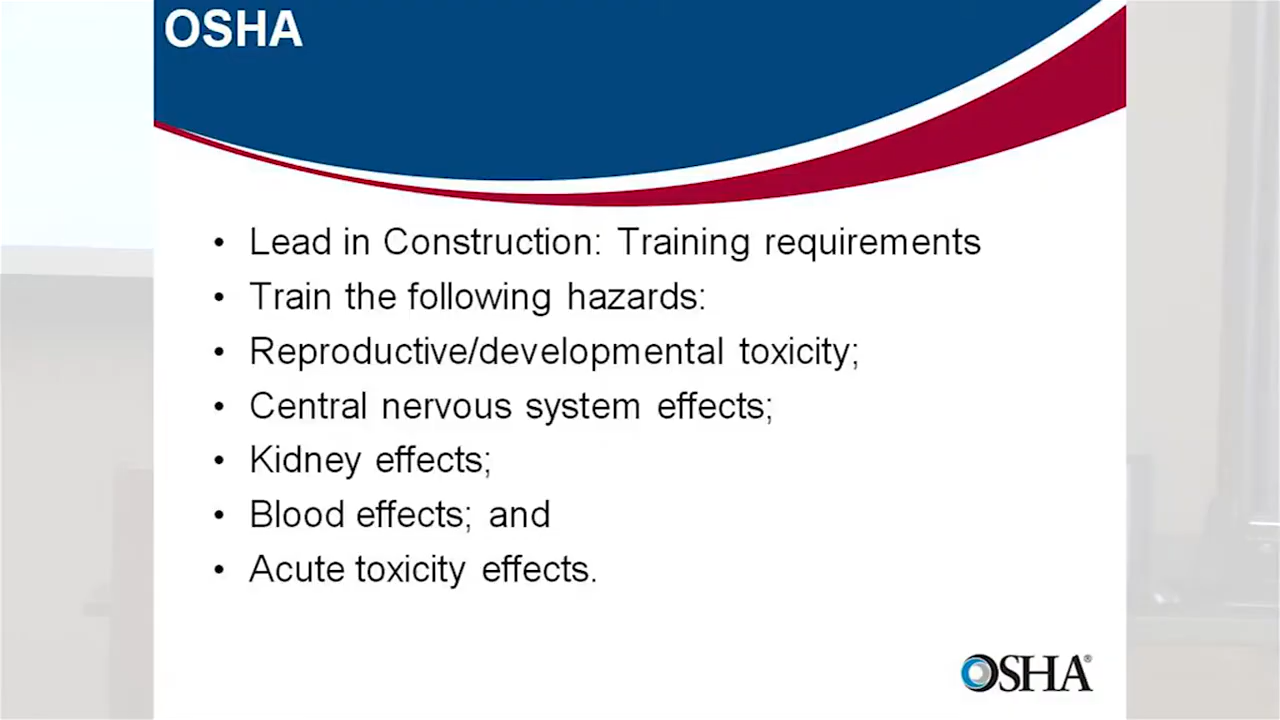 OSHA
• Lead in Construction: Training requirements
• Train the following hazards:
• Reproductive/developmental toxicity;
• Central nervous system effects;
• Kidney effects;
• Blood effects; and
• Acute toxicity effects.
OSHA®